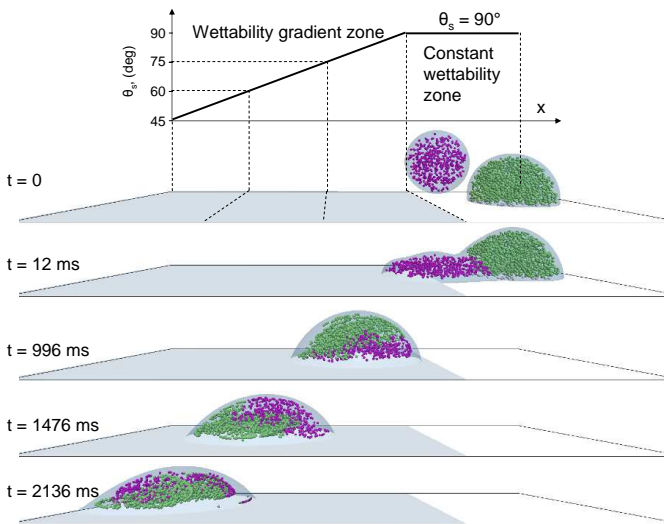 θs = 90°
Wettability gradient zone
90
75
60
45
θs, (deg)
Constant
wettability
zone
x
t = 0
t = 12 ms
t = 996 ms
t = 1476 ms
t = 2136 ms